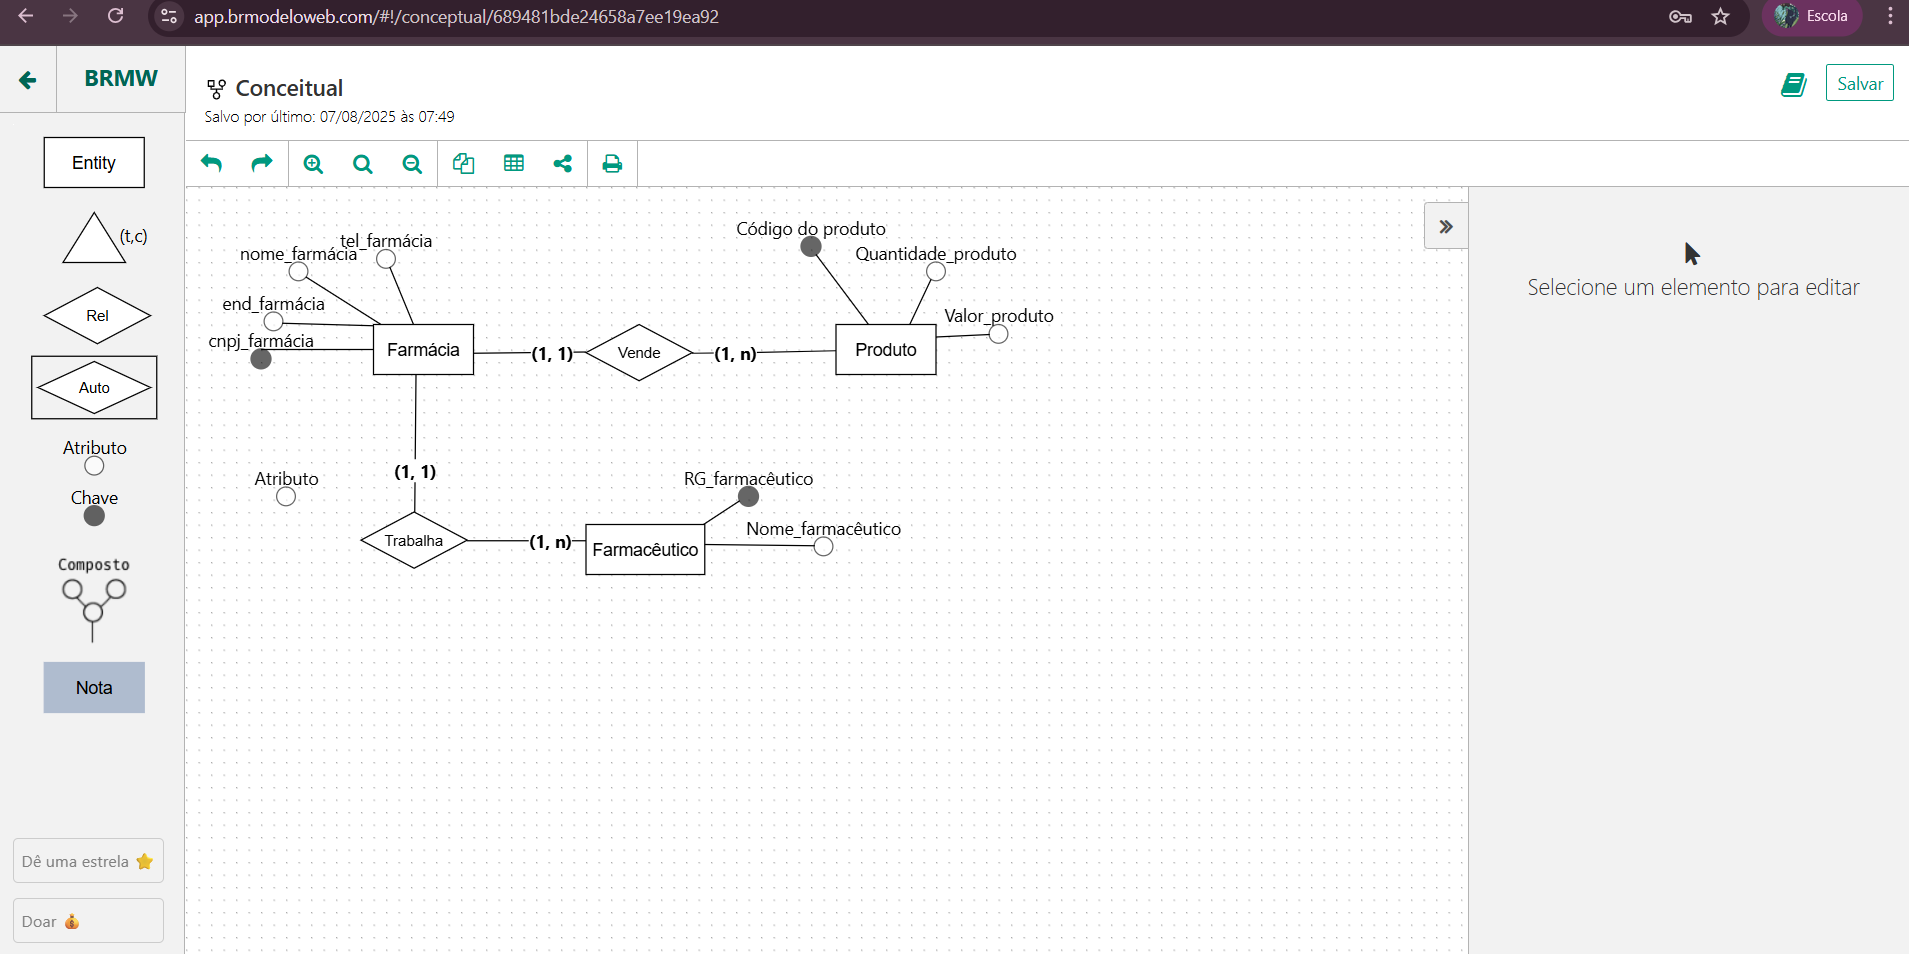 app.brmodeloweb.com/#!/conceptual/689481bde24658a7ee19ea92
Escola
BRMW
Conceitual
Salvo por último: 07/08/2025 às 07:49
Salvar
Entity
(t,c)
Rel
Auto
Atributo
Chave
Composto
Nota
Dê uma estrela
Doar
tel_farmácia
nome_farmácia
end_farmácia
cnpj_farmácia
Farmácia
(1, 1)
Vende
(1, n)
Código do produto
Quantidade_produto
Valor_produto
Produto
(1, 1)
Atributo
Trabalha
(1, n)
RG_farmacêutico
Nome_farmacêutico
Farmacêutico
Selecione um elemento para editar